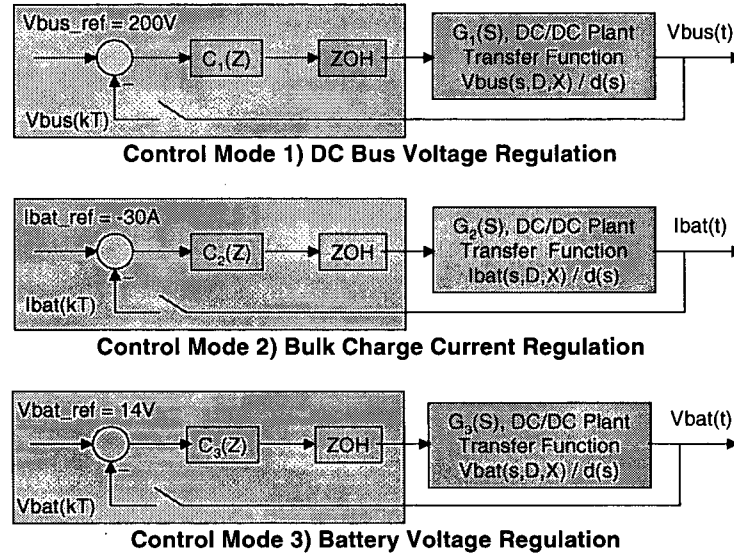 Vbus_ref = 200V
C₁(Z)
ZOH
G₁(S), DC/DC Plant
Transfer Function
Vbus(s,D,X) / d(s)
Vbus(t)
Vbus(kT)
Control Mode 1) DC Bus Voltage Regulation
Ibat_ref = -30A
C₂(Z)
ZOH
G₂(S), DC/DC Plant
Transfer Function
Ibat(s,D,X) / d(s)
Ibat(t)
Ibat(kT)
Control Mode 2) Bulk Charge Current Regulation
Vbat_ref = 14V
C₃(Z)
ZOH
G₃(S), DC/DC Plant
Transfer Function
Vbat(s,D,X) / d(s)
Vbat(t)
Vbat(kT)
Control Mode 3) Battery Voltage Regulation